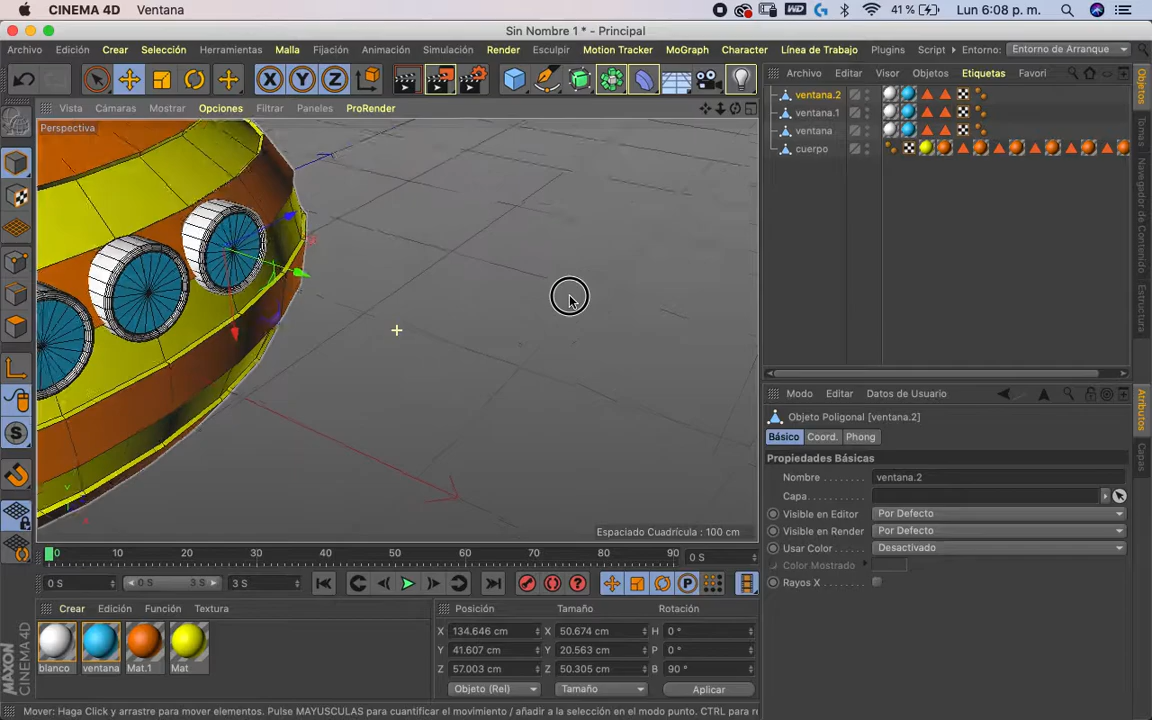 CINEMA 4D Ventana 41 % Lun 6:08 p. m.
Sin Nombre 1 * - Principal
Archivo Edición Crear Selección Herramientas Malla Fijación Animación Simulación Render Esculpir Motion Tracker MoGraph Character Línea de Trabajo Plugins Script Entorno: Entorno de Arranque
X Y Z Archivo Editar Visor Objetos Etiquetas Favori
Vista Cámaras Mostrar Opciones Filtrar Paneles ProRender
Perspectiva
ventana.2
ventana.1
ventana
cuerpo
Objetos
Tomas
Navegador de Contenido
Estructura
Modo Editar Datos de Usuario
Objeto Poligonal [ventana.2]
Básico Coord. Phong
Propiedades Básicas
Nombre ventana.2
Capa
Visible en Editor Por Defecto
Visible en Render Por Defecto
Usar Color Desactivado
Color Mostrado
Rayos X
Atributos
Capas
Espaciado Cuadrícula : 100 cm
0 10 20 30 40 50 60 70 80 90 0 S
0 S 0 S 3 S 3 S
Crear Edición Función Textura
blanco ventana Mat.1 Mat
Posición Tamaño Rotación
X 134.646 cm X 50.674 cm H 0 °
Y 41.607 cm Y 20.563 cm P 0 °
Z 57.003 cm Z 50.305 cm B 90 °
Objeto (Rel) Tamaño Aplicar
MAXON CINEMA 4D
Mover: Haga Click y arrastre para mover elementos. Pulse MAYUSCULAS para cuantificar el movimiento / añadir a la selección en el modo punto. CTRL para re